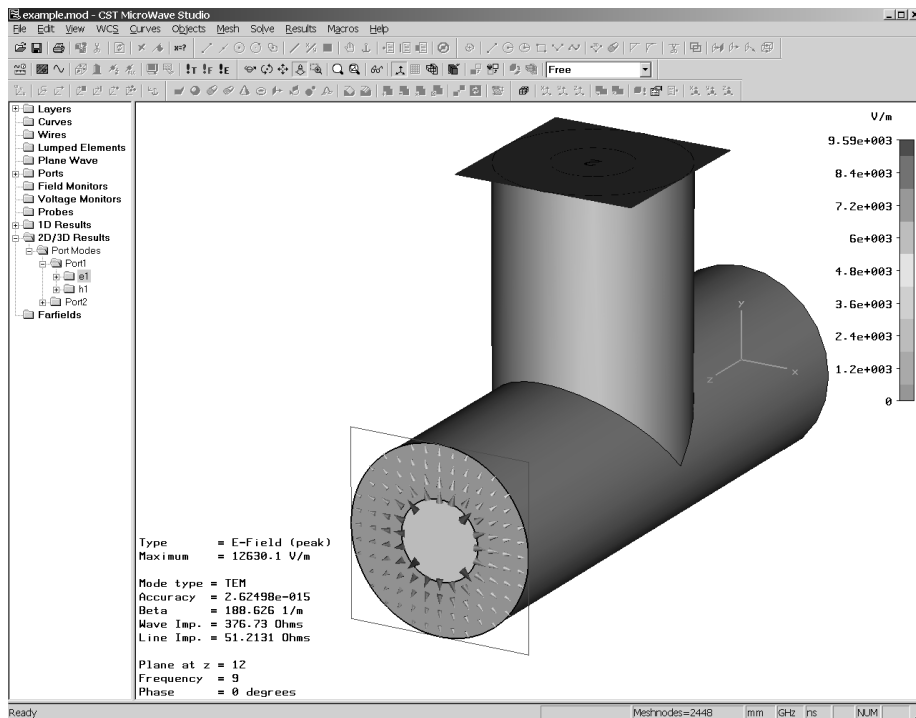 example.mod - CST MicroWave Studio
File Edit View WCS Curves Objects Mesh Solve Results Macros Help
x=?
!T !F !E
Free
Layers
Curves
Wires
Lumped Elements
Plane Wave
Ports
Field Monitors
Voltage Monitors
Probes
1D Results
2D/3D Results
Port Modes
Port1
e1
h1
Port2
Farfields
V/m
9.59e+003
8.4e+003
7.2e+003
6e+003
4.8e+003
3.6e+003
2.4e+003
1.2e+003
0
2
y
x
z
Type = E-Field (peak)
Maximum = 12630.1 V/m
Mode type = TEM
Accuracy = 2.62498e-015
Beta = 188.626 1/m
Wave Imp. = 376.73 Ohms
Line Imp. = 51.2131 Ohms
Plane at z = 12
Frequency = 9
Phase = 0 degrees
Ready
Meshnodes=2448 mm GHz ns NUM